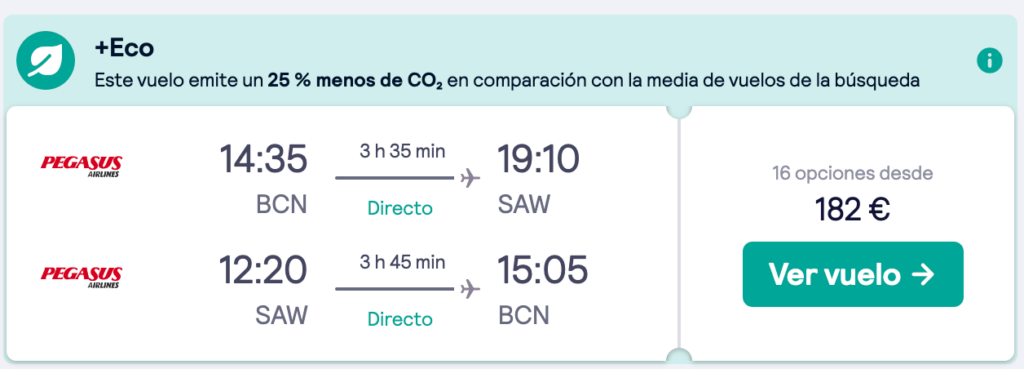 +Eco
Este vuelo emite un 25 % menos de CO₂ en comparación con la media de vuelos de la búsqueda
PEGASUS
AIRLINES
14:35
BCN
3 h 35 min
Directo
19:10
SAW
PEGASUS
AIRLINES
12:20
SAW
3 h 45 min
Directo
15:05
BCN
16 opciones desde
182 €
Ver vuelo →